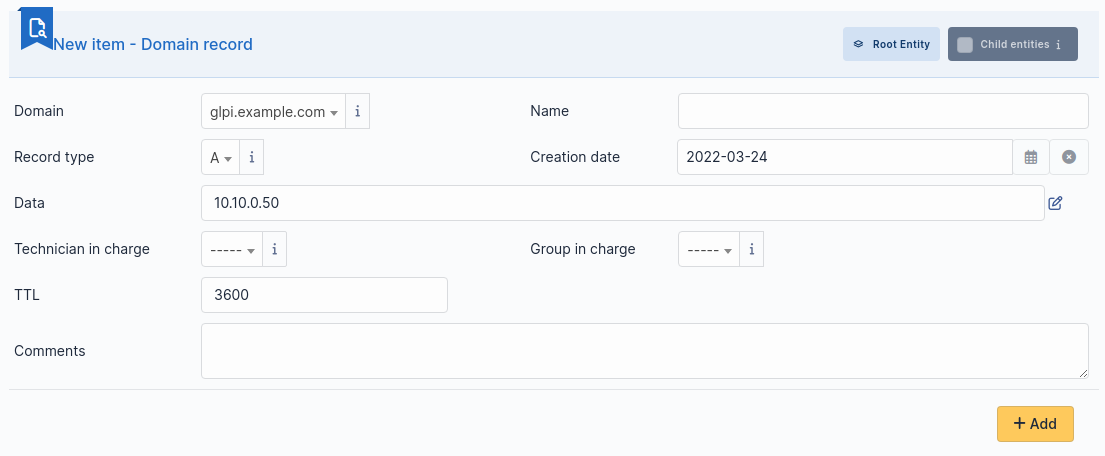 New item - Domain record
Root Entity
Child entities i
Domain glpi.example.com i Name
Record type A i Creation date 2022-03-24
Data 10.10.0.50
Technician in charge ----- i Group in charge ----- i
TTL 3600
Comments
+ Add